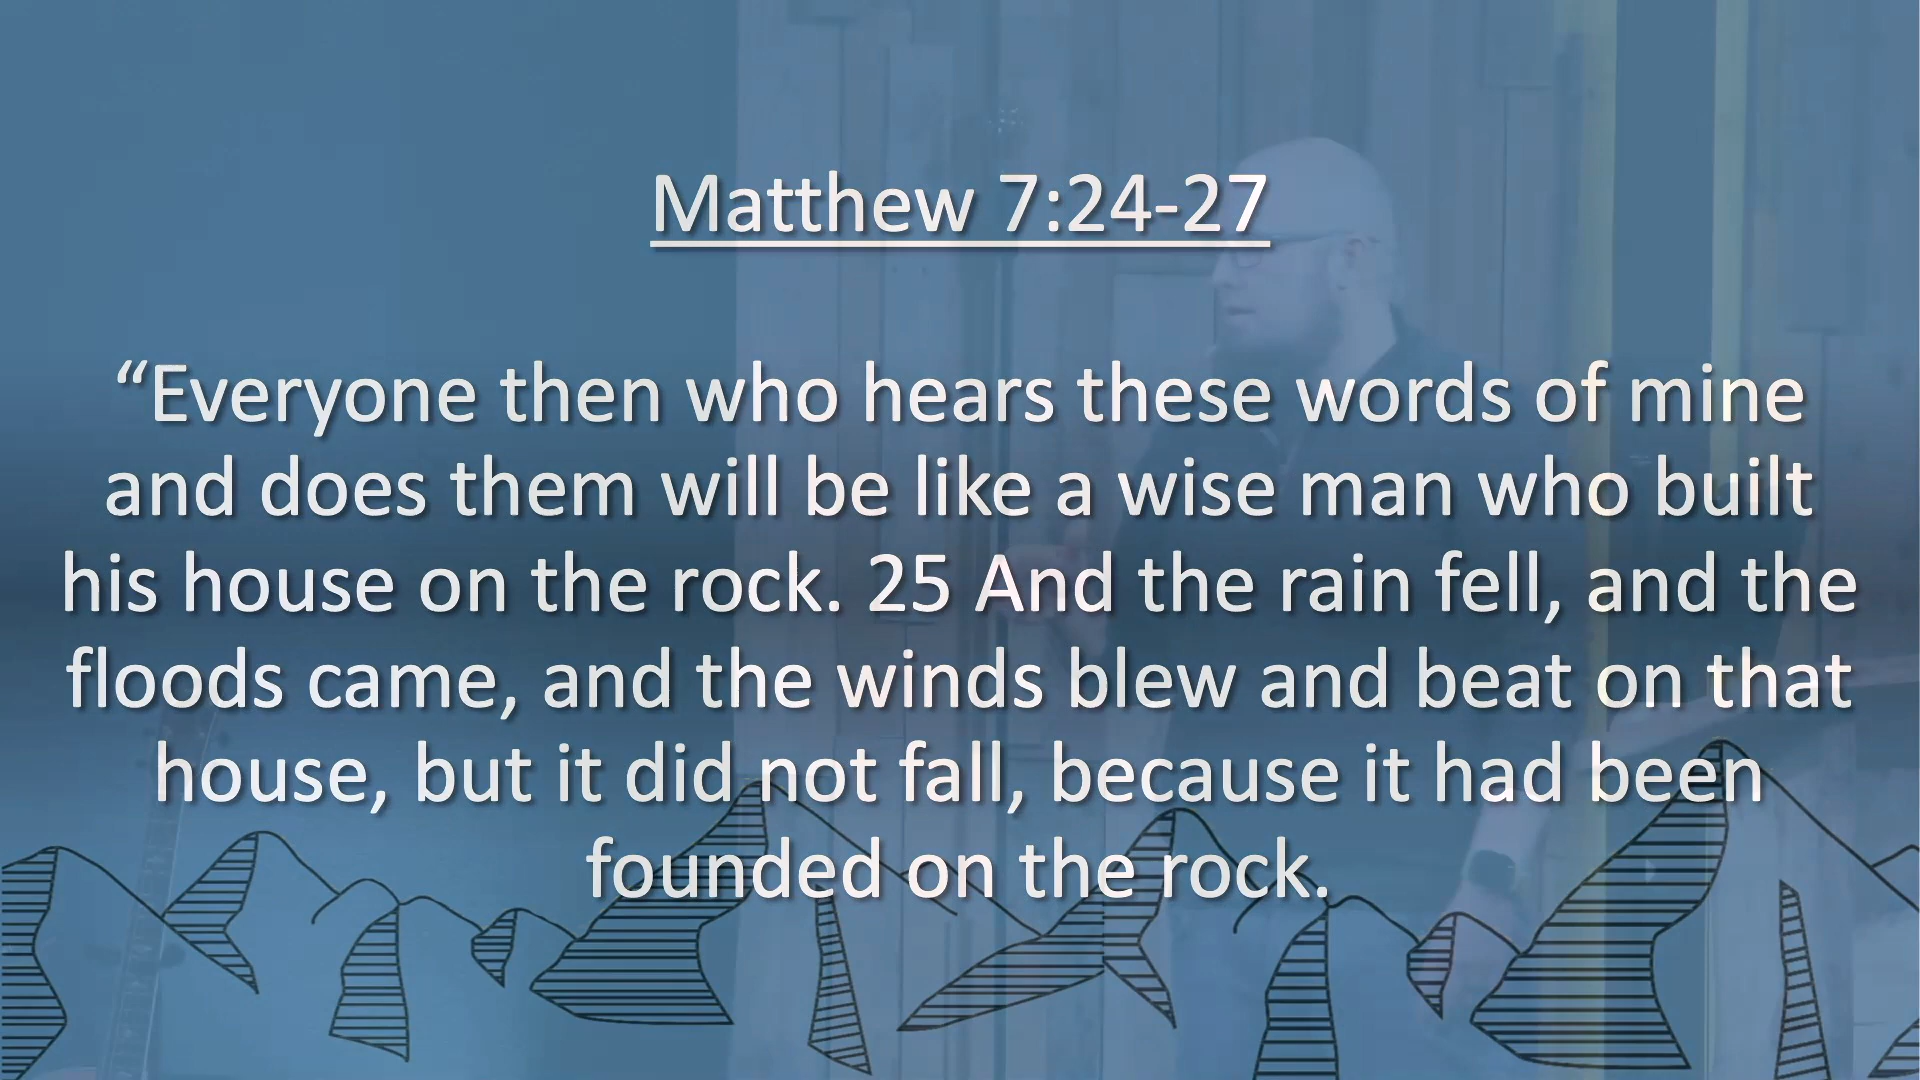 Matthew 7:24-27
“Everyone then who hears these words of mine
and does them will be like a wise man who built
his house on the rock. 25 And the rain fell, and the
floods came, and the winds blew and beat on that
house, but it did not fall, because it had been
founded on the rock.